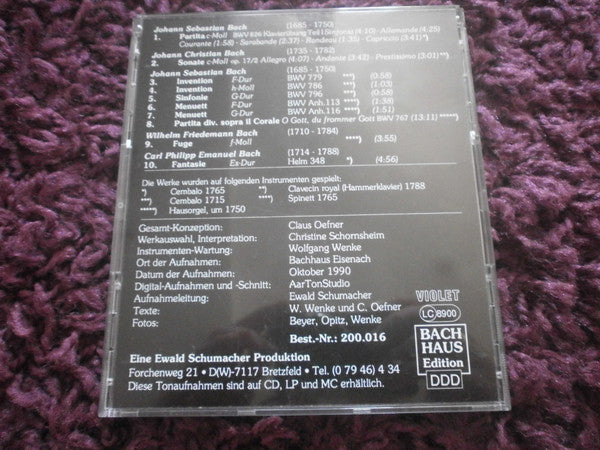 Johann Sebastian Bach (1685 - 1750)
1. Partita c-Moll BWV 826 Klavierübung Teil I Sinfonia (4:10) - Allemande (4:25)
Courante (1:58) - Sarabande (2:37) - Rondeau (1:35) - Capriccio (3:41) *)
Johann Christian Bach (1735 - 1782)
2. Sonate c-Moll op. 17/2 Allegro (4:07) - Andante (3:42) - Prestissimo (3:01) **)
Johann Sebastian Bach (1685 - 1750)
3. Invention F-Dur BWV 779 ***) (0:58)
4. Invention h-Moll BWV 786 ***) (1:03)
5. Sinfonie G-Dur BWV 796 ***) (0:58)
6. Menuett F-Dur BWV Anh. 113 ****) (1:38)
7. Menuett G-Dur BWV Anh. 116 ****) (1:51)
8. Partita div. sopra il Corale O Gott, du frommer Gott BWV 767 (13:11) *****)
Wilhelm Friedemann Bach (1710 - 1784)
9. Fuge f-Moll ****) (3:55)
Carl Philipp Emanuel Bach (1714 - 1788)
10. Fantasie Es-Dur Helm 348 *) (4:56)
Die Werke wurden auf folgenden Instrumenten gespielt:
*) Cembalo 1765 **) Clavecin royal (Hammerklavier) 1788
***) Cembalo 1715 ****) Spinett 1765
*****) Hausorgel, um 1750
Gesamt-Konzeption: Claus Oefner
Werkauswahl, Interpretation: Christine Schornsheim
Instrumenten-Wartung: Wolfgang Wenke
Ort der Aufnahmen: Bachhaus Eisenach
Datum der Aufnahmen: Oktober 1990
Digital-Aufnahmen und -Schnitt: AarTonStudio
Aufnahmeleitung: Ewald Schumacher
Texte: W. Wenke und C. Oefner
Fotos: Beyer, Opitz, Wenke
Best.-Nr.: 200.016
VIOLET
LC 8900
BACH
HAUS
Edition
DDD
Eine Ewald Schumacher Produktion
Forchenweg 21 • D(W)-7117 Bretzfeld • Tel. (0 79 46) 4 34
Diese Tonaufnahmen sind auf CD, LP und MC erhältlich.